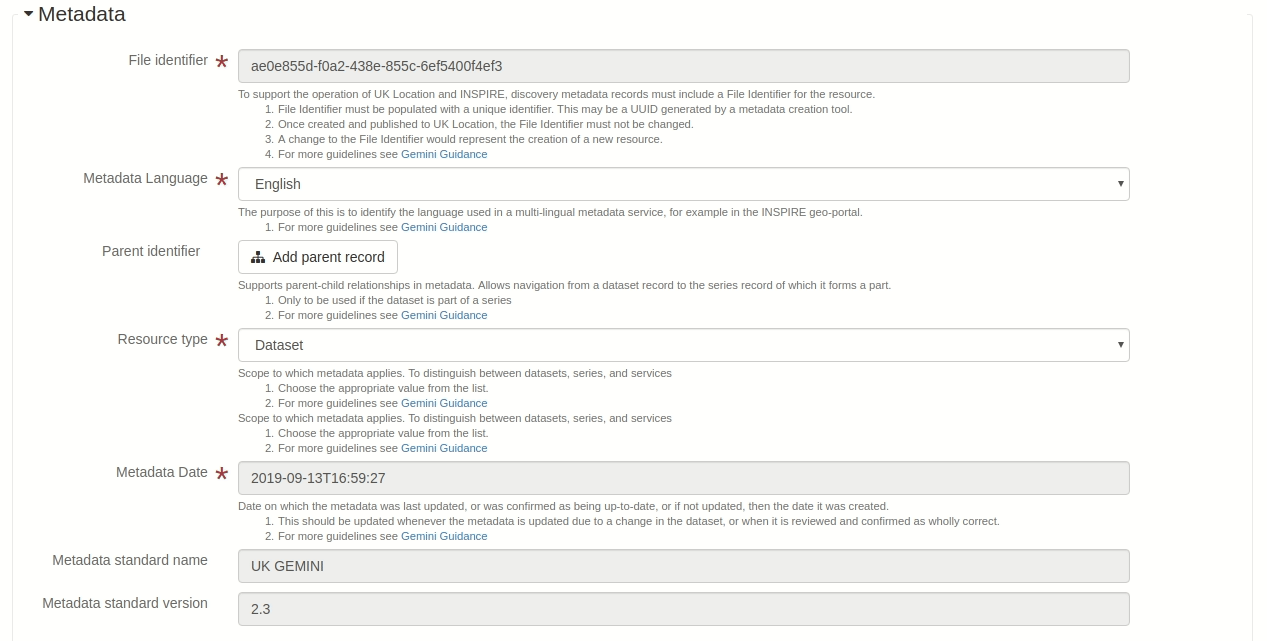 Metadata
File identifier * ae0e855d-f0a2-438e-855c-6ef5400f4ef3
To support the operation of UK Location and INSPIRE, discovery metadata records must include a File Identifier for the resource.
1. File Identifier must be populated with a unique identifier. This may be a UUID generated by a metadata creation tool.
2. Once created and published to UK Location, the File Identifier must not be changed.
3. A change to the File Identifier would represent the creation of a new resource.
4. For more guidelines see Gemini Guidance
Metadata Language * English
The purpose of this is to identify the language used in a multi-lingual metadata service, for example in the INSPIRE geo-portal.
1. For more guidelines see Gemini Guidance
Parent identifier Add parent record
Supports parent-child relationships in metadata. Allows navigation from a dataset record to the series record of which it forms a part.
1. Only to be used if the dataset is part of a series
2. For more guidelines see Gemini Guidance
Resource type * Dataset
Scope to which metadata applies. To distinguish between datasets, series, and services
1. Choose the appropriate value from the list.
2. For more guidelines see Gemini Guidance
Scope to which metadata applies. To distinguish between datasets, series, and services
1. Choose the appropriate value from the list.
2. For more guidelines see Gemini Guidance
Metadata Date * 2019-09-13T16:59:27
Date on which the metadata was last updated, or was confirmed as being up-to-date, or if not updated, then the date it was created.
1. This should be updated whenever the metadata is updated due to a change in the dataset, or when it is reviewed and confirmed as wholly correct.
2. For more guidelines see Gemini Guidance
Metadata standard name UK GEMINI
Metadata standard version 2.3